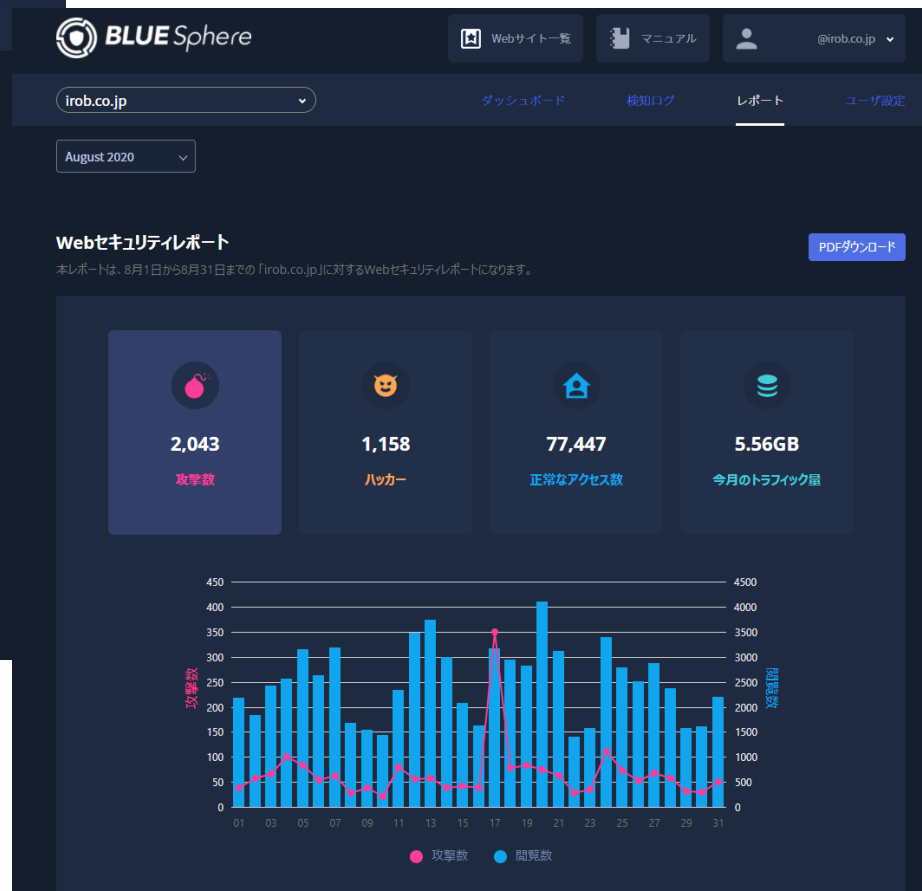 BLUE Sphere
Webサイト一覧
マニュアル
@irob.co.jp
irob.co.jp
ダッシュボード
検知ログ
レポート
ユーザ設定
August 2020
Webセキュリティレポート
PDFダウンロード
本レポートは、8月1日から8月31日までの「irob.co.jp」に対するWebセキュリティレポートになります。
2,043
攻撃数
1,158
ハッカー
77,447
正常なアクセス数
5.56GB
今月のトラフィック量
450 4500
400 4000
350 3500
300 3000
250 2500
200 2000
150 1500
100 1000
50 500
0 0
攻撃数
閲覧数
01 03 05 07 09 11 13 15 17 19 21 23 25 27 29 31
攻撃数 閲覧数